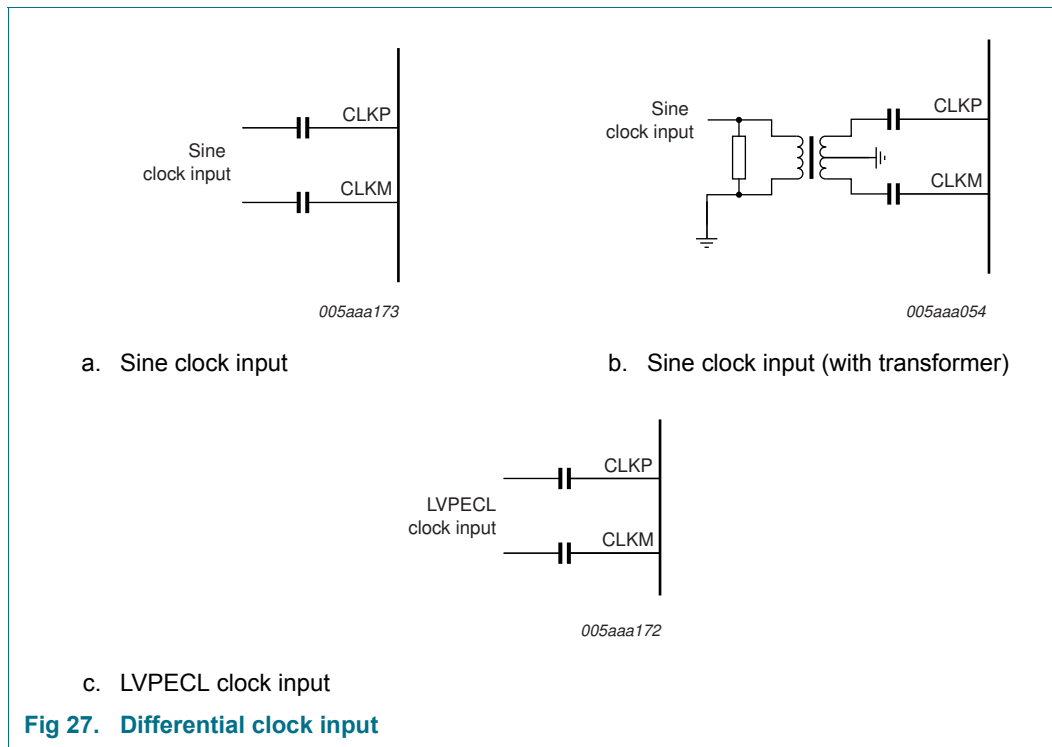 Sine
clock input
CLKP
CLKM
005aaa173
a. Sine clock input
Sine
clock input
CLKP
CLKM
005aaa054
b. Sine clock input (with transformer)
LVPECL
clock input
CLKP
CLKM
005aaa172
c. LVPECL clock input
Fig 27. Differential clock input